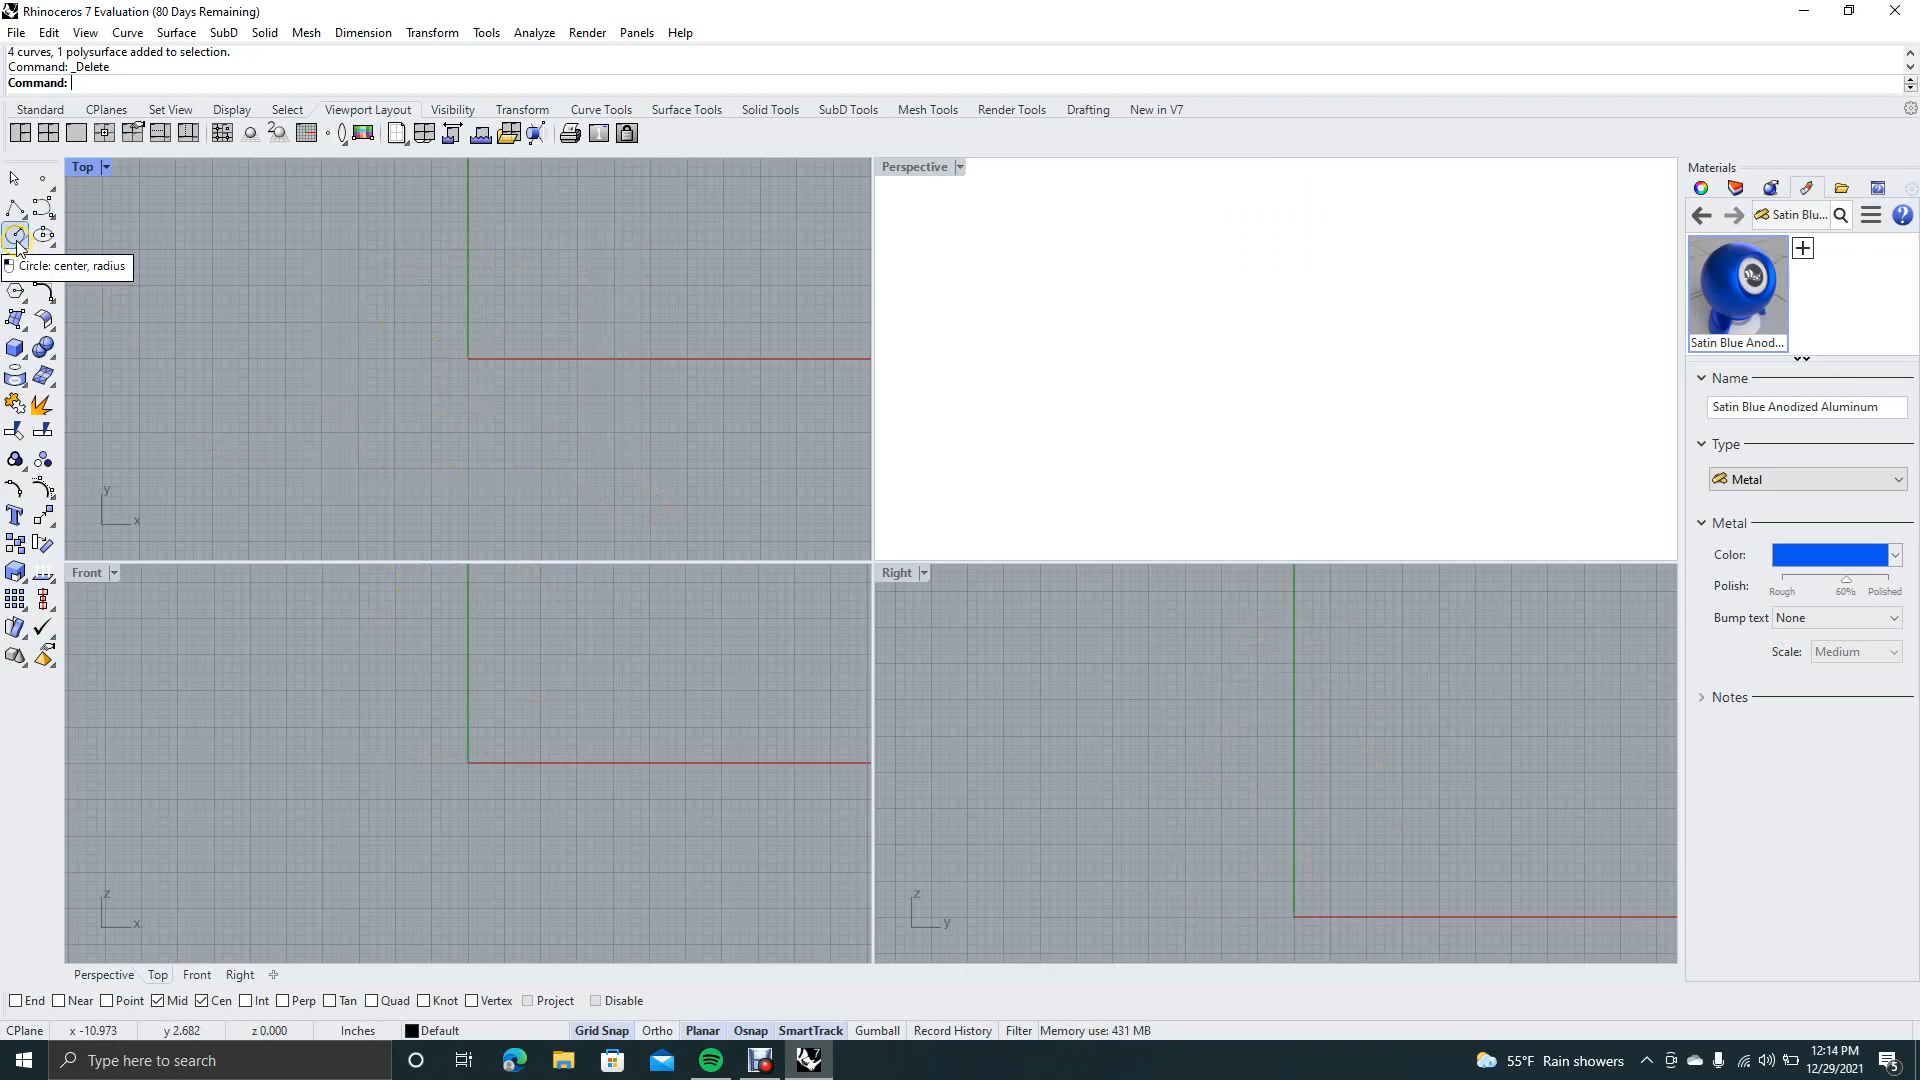 Rhinoceros 7 Evaluation (80 Days Remaining)
File Edit View Curve Surface SubD Solid Mesh Dimension Transform Tools Analyze Render Panels Help
4 curves, 1 polysurface added to selection.
Command: _Delete
Command:
Standard CPlanes Set View Display Select Viewport Layout Visibility Transform Curve Tools Surface Tools Solid Tools SubD Tools Mesh Tools Render Tools Drafting New in V7
Top
Perspective
Materials
Satin Blu...
Circle: center, radius
Satin Blue Anod...
Name
Satin Blue Anodized Aluminum
Type
Metal
Metal
Color:
Polish:
Rough 60% Polished
Bump text None
Scale: Medium
Notes
y
x
Front
Right
z
x
z
y
Perspective Top Front Right
End Near Point Mid Cen Int Perp Tan Quad Knot Vertex Project Disable
CPlane x -10.973 y 2.682 z 0.000 Inches Default Grid Snap Ortho Planar Osnap SmartTrack Gumball Record History Filter Memory use: 431 MB
Type here to search
55°F Rain showers
12:14 PM
12/29/2021
5